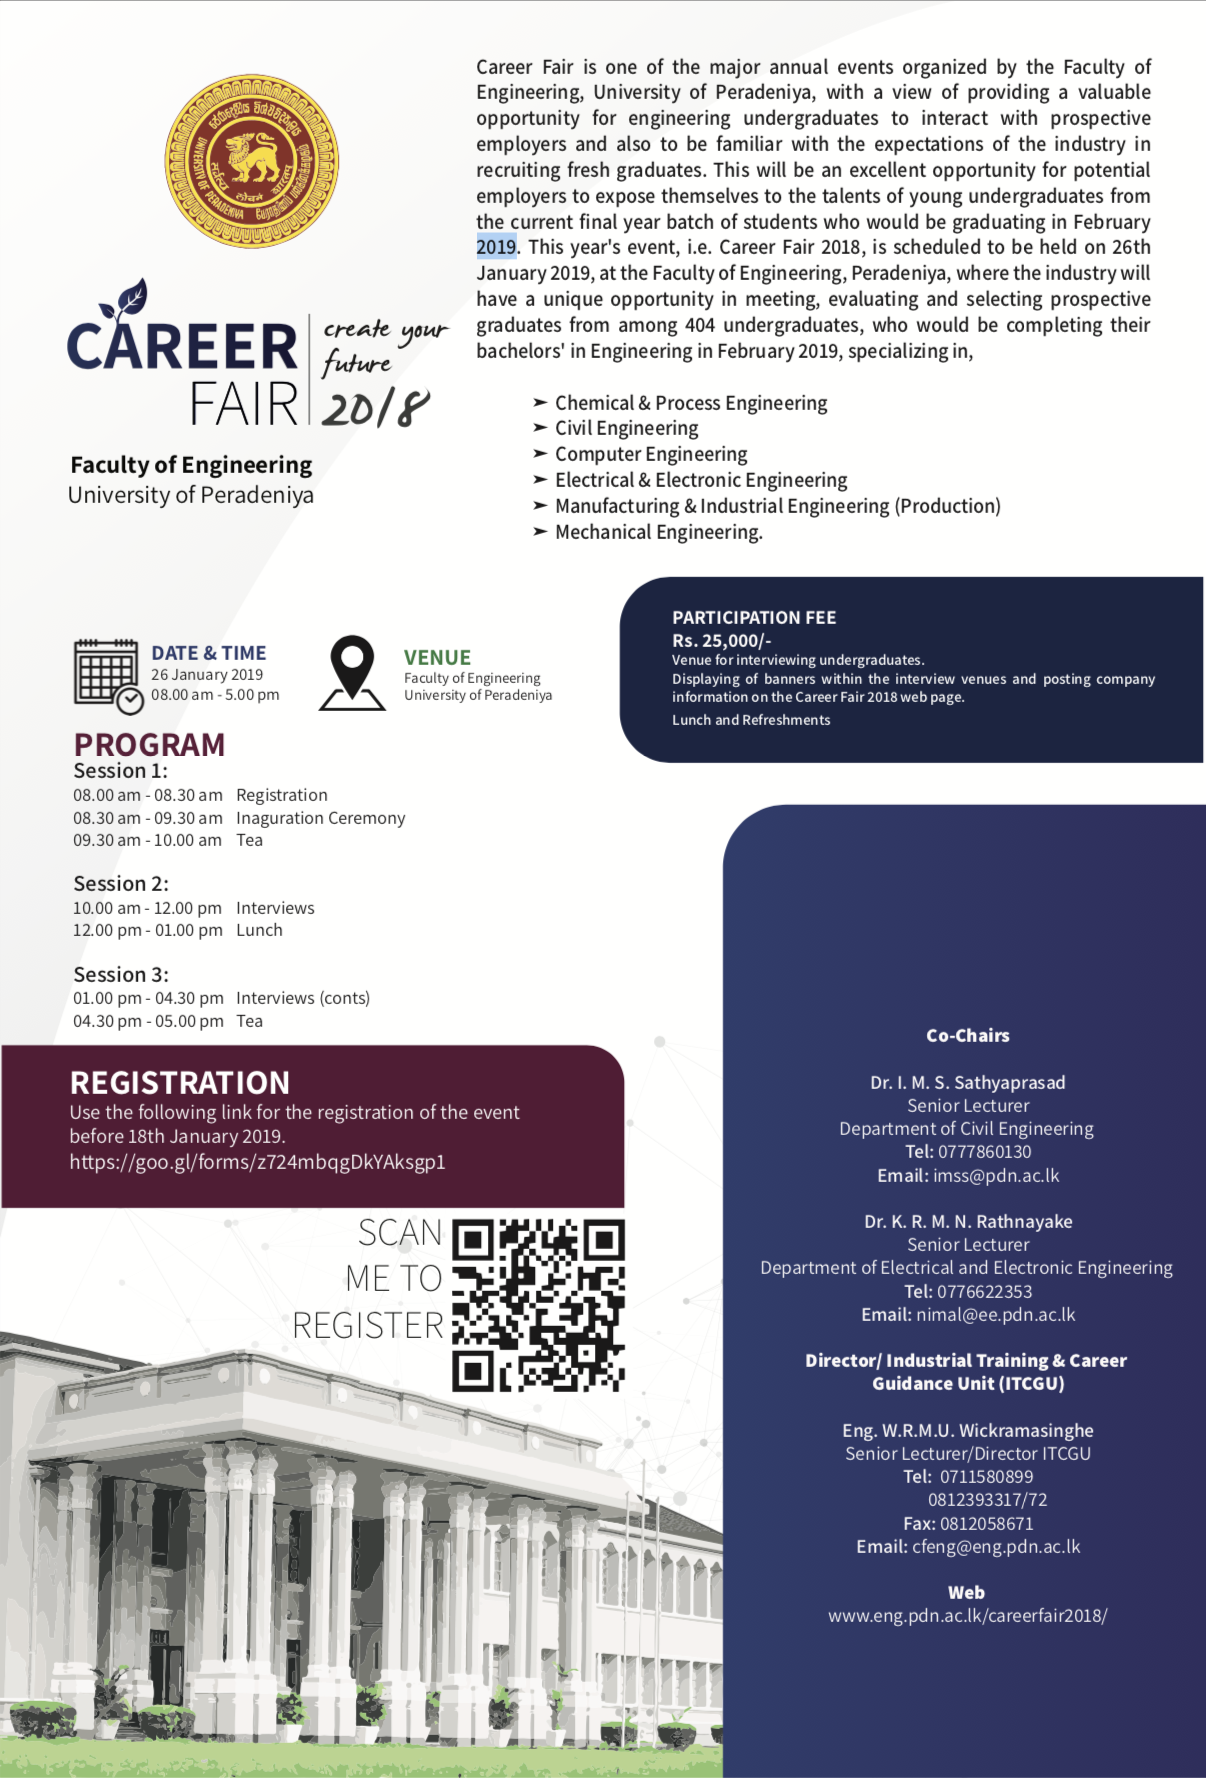 UNIVERSITY OF PERADENIYA
CAREER
FAIR
create your
future
2018
Faculty of Engineering
University of Peradeniya
Career Fair is one of the major annual events organized by the Faculty of
Engineering, University of Peradeniya, with a view of providing a valuable
opportunity for engineering undergraduates to interact with prospective
employers and also to be familiar with the expectations of the industry in
recruiting fresh graduates. This will be an excellent opportunity for potential
employers to expose themselves to the talents of young undergraduates from
the current final year batch of students who would be graduating in February
2019. This year's event, i.e. Career Fair 2018, is scheduled to be held on 26th
January 2019, at the Faculty of Engineering, Peradeniya, where the industry will
have a unique opportunity in meeting, evaluating and selecting prospective
graduates from among 404 undergraduates, who would be completing their
bachelors' in Engineering in February 2019, specializing in,
➢ Chemical & Process Engineering
➢ Civil Engineering
➢ Computer Engineering
➢ Electrical & Electronic Engineering
➢ Manufacturing & Industrial Engineering (Production)
➢ Mechanical Engineering.
DATE & TIME
26 January 2019
08.00 am - 5.00 pm
VENUE
Faculty of Engineering
University of Peradeniya
PARTICIPATION FEE
Rs. 25,000/-
Venue for interviewing undergraduates.
Displaying of banners within the interview venues and posting company
information on the Career Fair 2018 web page.
Lunch and Refreshments
PROGRAM
Session 1:
08.00 am - 08.30 am Registration
08.30 am - 09.30 am Inaguration Ceremony
09.30 am - 10.00 am Tea
Session 2:
10.00 am - 12.00 pm Interviews
12.00 pm - 01.00 pm Lunch
Session 3:
01.00 pm - 04.30 pm Interviews (conts)
04.30 pm - 05.00 pm Tea
REGISTRATION
Use the following link for the registration of the event
before 18th January 2019.
https://goo.gl/forms/z724mbqgDkYAksgp1
SCAN
ME TO
REGISTER
Co-Chairs
Dr. I. M. S. Sathyaprasad
Senior Lecturer
Department of Civil Engineering
Tel: 0777860130
Email: imss@pdn.ac.lk
Dr. K. R. M. N. Rathnayake
Senior Lecturer
Department of Electrical and Electronic Engineering
Tel: 0776622353
Email: nimal@ee.pdn.ac.lk
Director/ Industrial Training & Career
Guidance Unit (ITCGU)
Eng. W.R.M.U. Wickramasinghe
Senior Lecturer/Director ITCGU
Tel: 0711580899
0812393317/72
Fax: 0812058671
Email: cfeng@eng.pdn.ac.lk
Web
www.eng.pdn.ac.lk/careerfair2018/